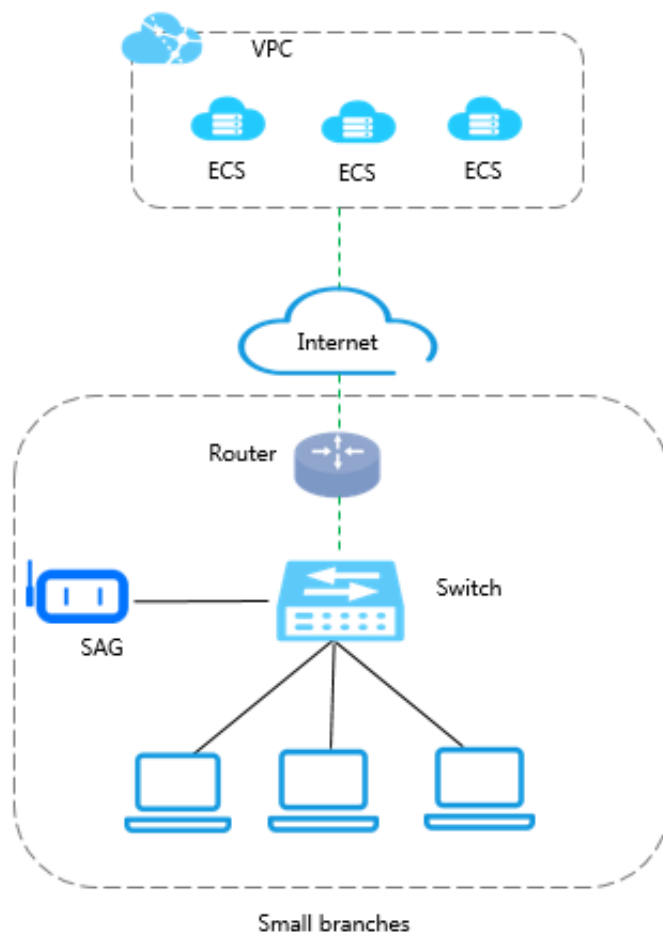 VPC
ECS
ECS
ECS
Internet
Router
Switch
SAG
Small branches